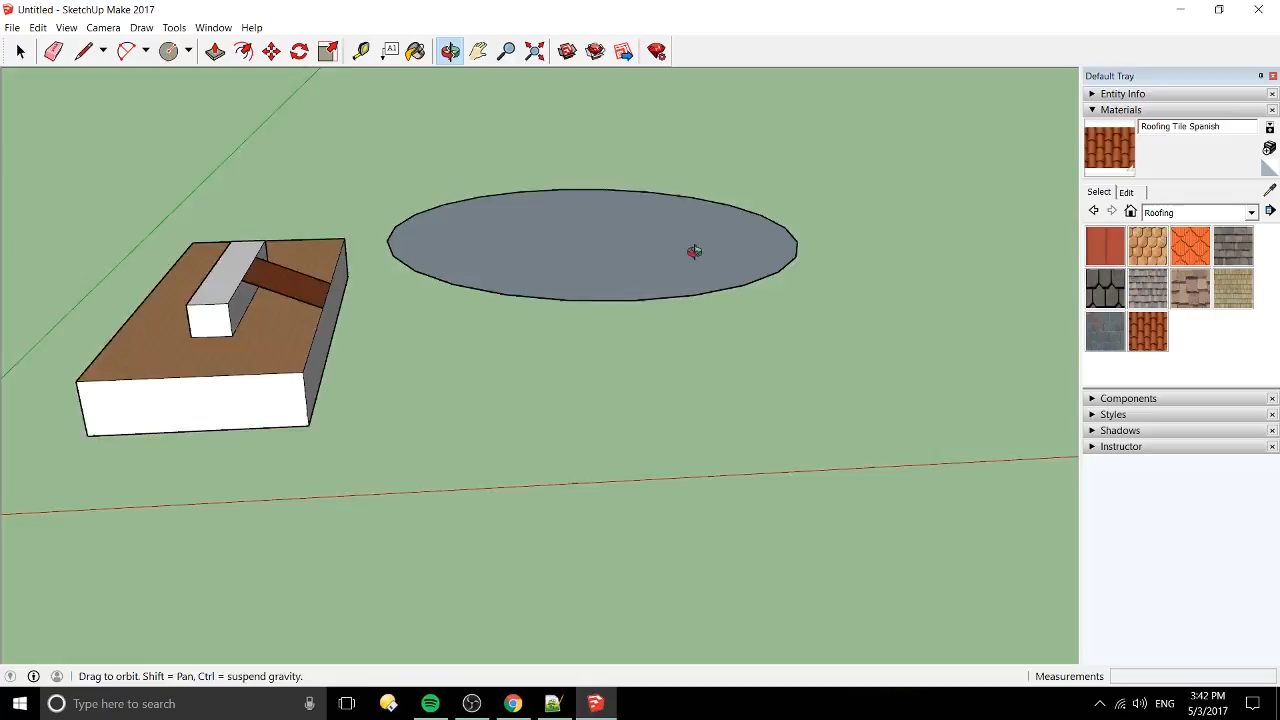 Untitled - SketchUp Make 2017
File Edit View Camera Draw Tools Window Help
A1
Default Tray
Entity Info
Materials
Roofing Tile Spanish
Select Edit
Roofing
Components
Styles
Shadows
Instructor
Drag to orbit. Shift = Pan, Ctrl = suspend gravity.
Measurements
Type here to search
ENG
3:42 PM
5/3/2017